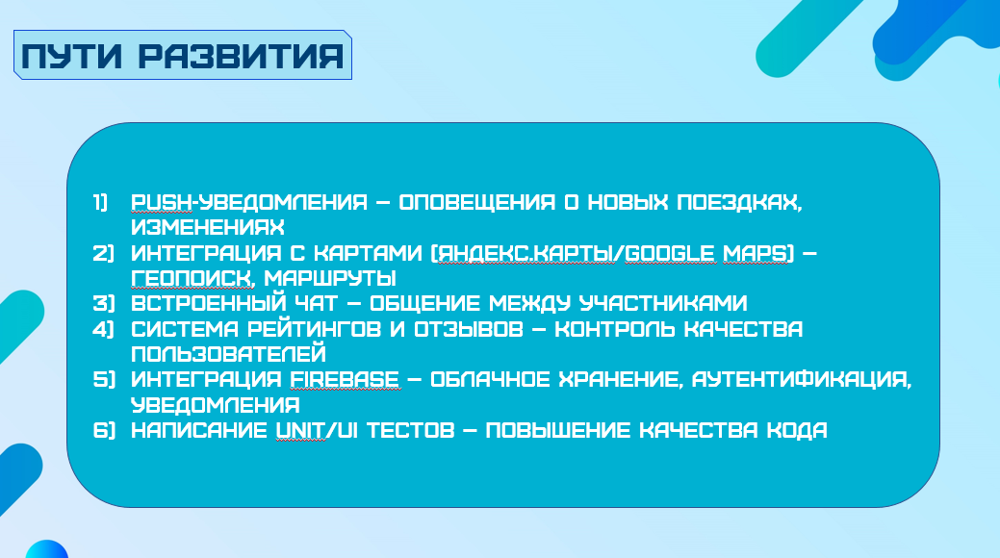 ПУТИ РАЗВИТИЯ
1) PUSH-УВЕДОМЛЕНИЯ – ОПОВЕЩЕНИЯ О НОВЫХ ПОЕЗДКАХ,
ИЗМЕНЕНИЯХ
2) ИНТЕГРАЦИЯ С КАРТАМИ (ЯНДЕКС.КАРТЫ/GOOGLE MAPS) –
ГЕОПОИСК, МАРШРУТЫ
3) ВСТРОЕННЫЙ ЧАТ – ОБЩЕНИЕ МЕЖДУ УЧАСТНИКАМИ
4) СИСТЕМА РЕЙТИНГОВ И ОТЗЫВОВ – КОНТРОЛЬ КАЧЕСТВА
ПОЛЬЗОВАТЕЛЕЙ
5) ИНТЕГРАЦИЯ FIREBASE – ОБЛАЧНОЕ ХРАНЕНИЕ, АУТЕНТИФИКАЦИЯ,
УВЕДОМЛЕНИЯ
6) НАПИСАНИЕ UNIT/UI ТЕСТОВ – ПОВЫШЕНИЕ КАЧЕСТВА КОДА